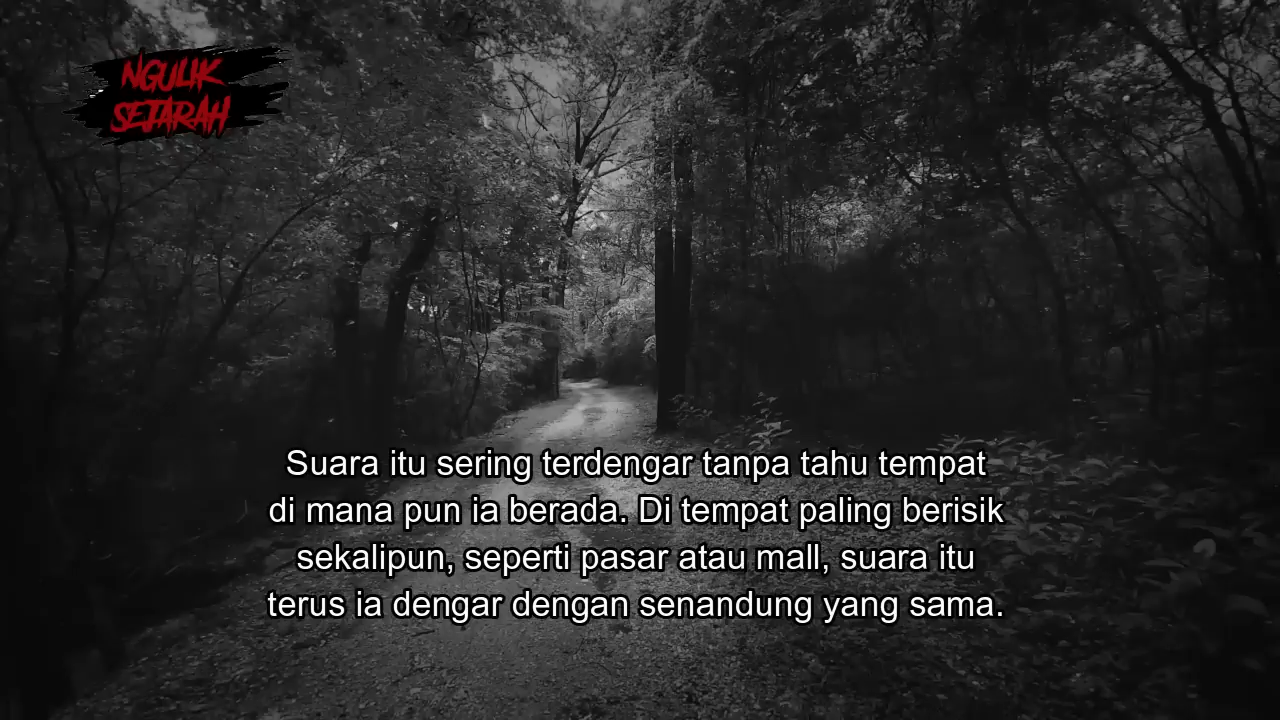 NGULIK
SEJARAH
Suara itu sering terdengar tanpa tahu tempat
di mana pun ia berada. Di tempat paling berisik
sekalipun, seperti pasar atau mall, suara itu
terus ia dengar dengan senandung yang sama.